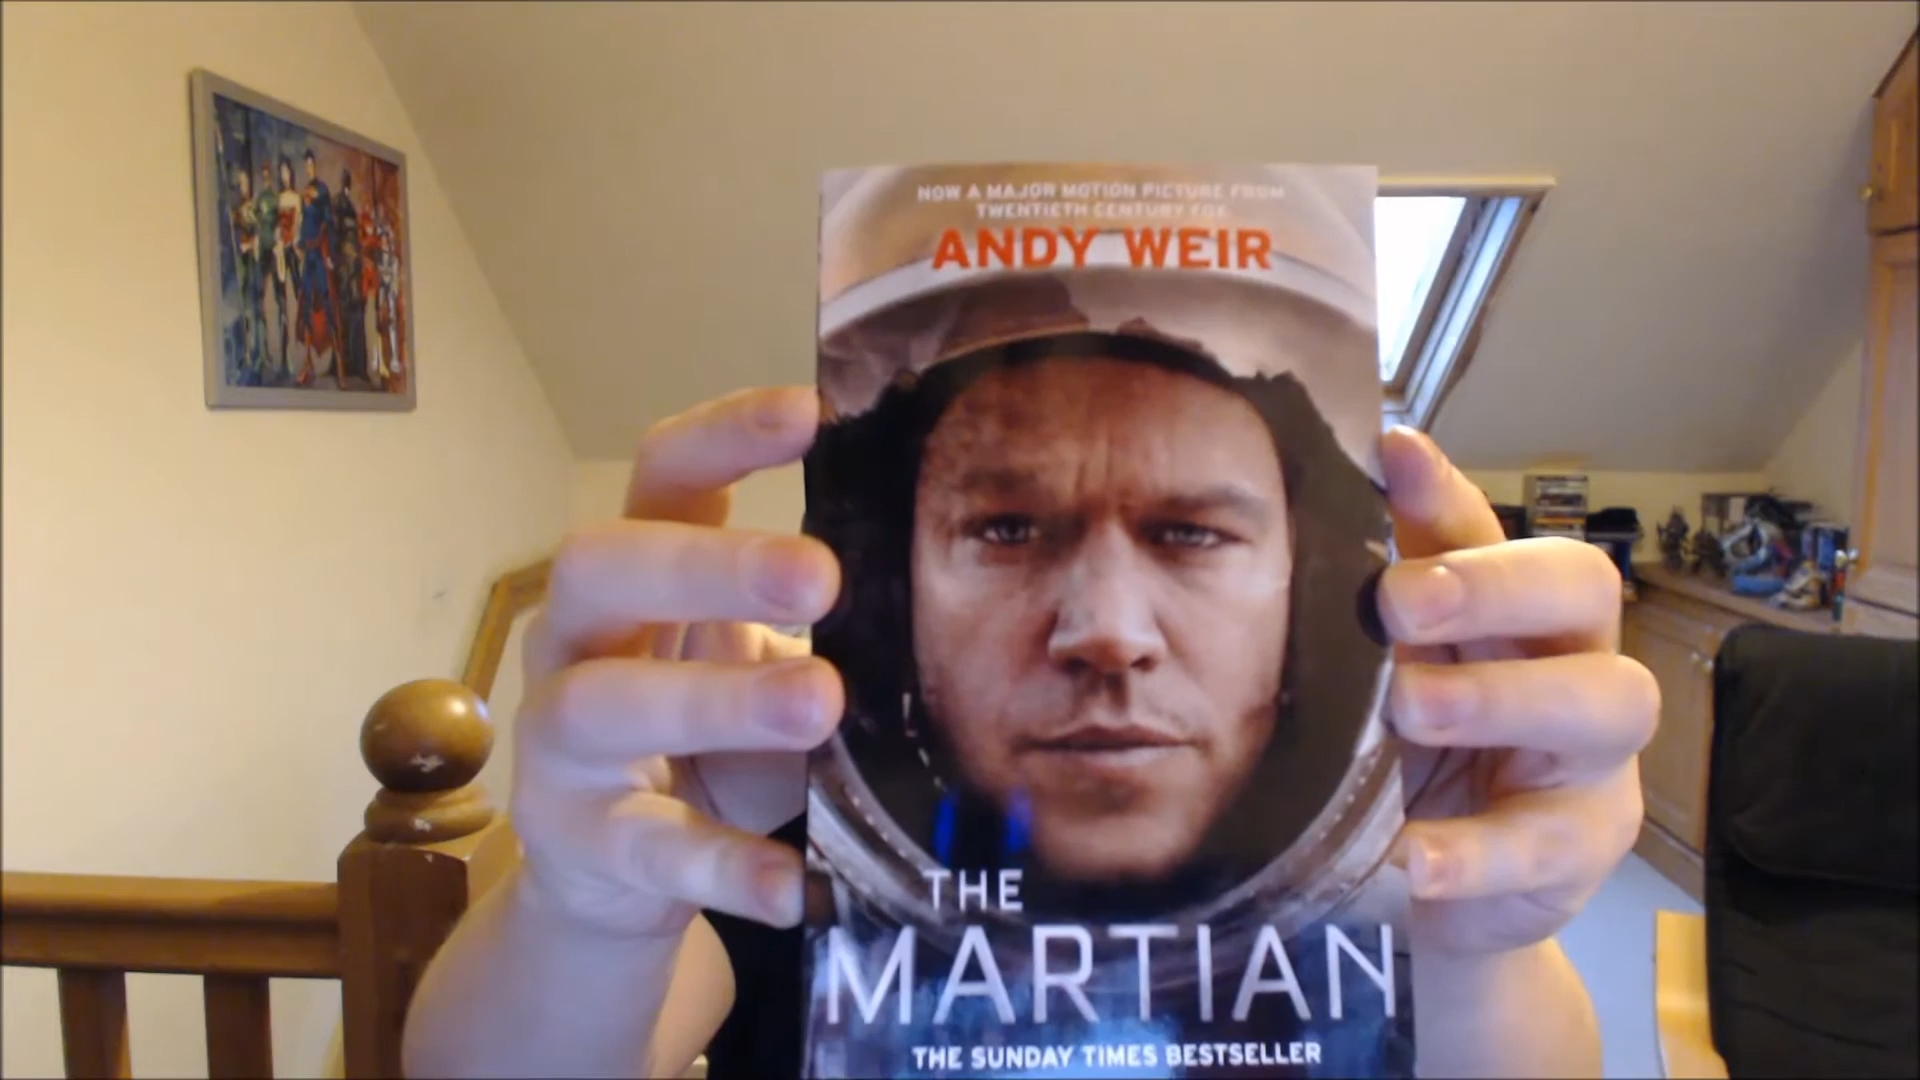 NOW A MAJOR MOTION PICTURE FROM
TWENTIETH CENTURY FOX
ANDY WEIR
THE
MARTIAN
THE SUNDAY TIMES BESTSELLER